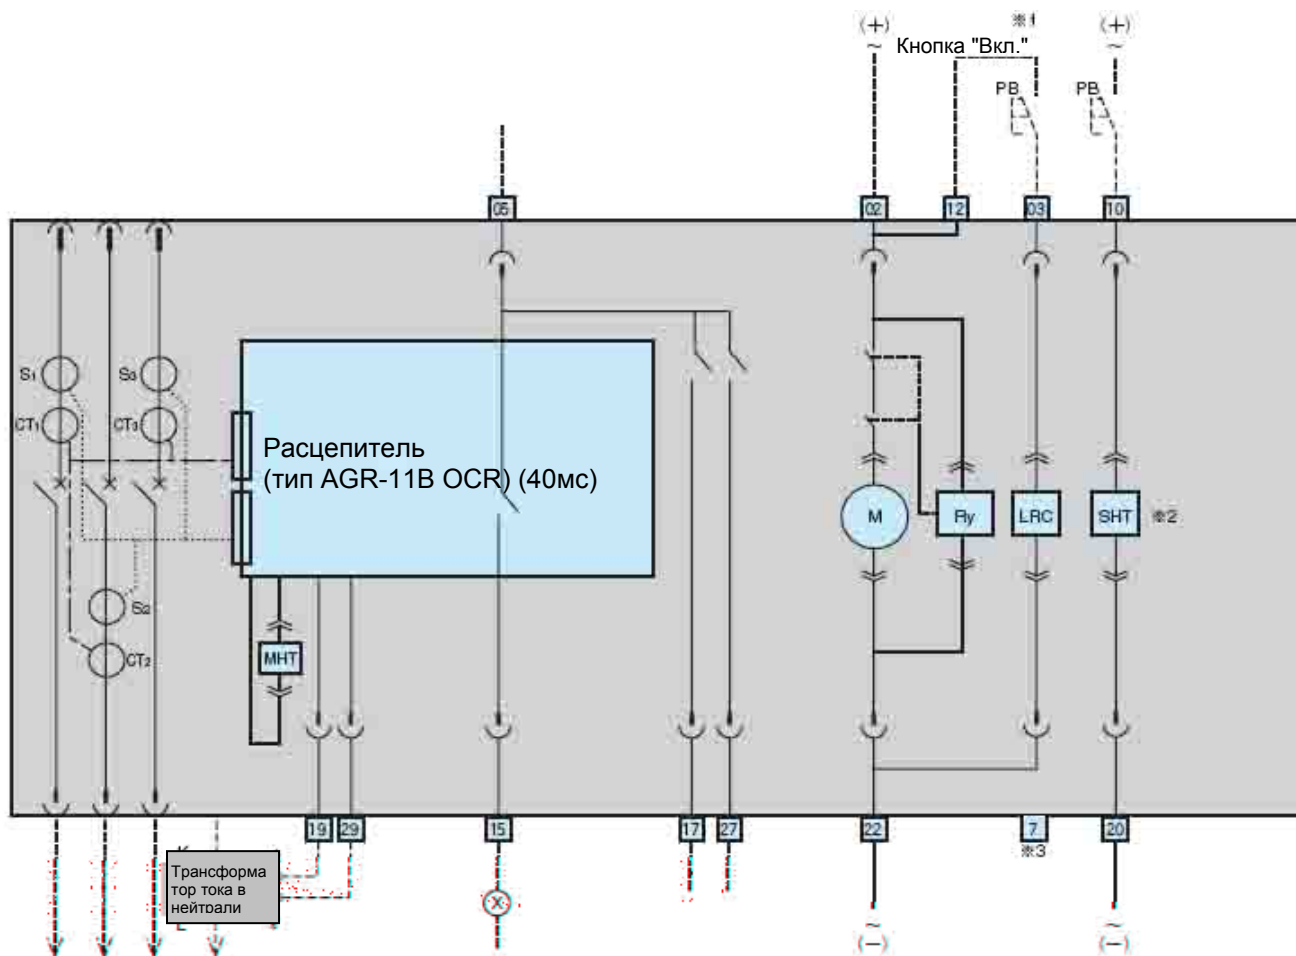 (+)
~
※1
(+)
~
Кнопка "Вкл."
PB
PB
05
02
12
03
10
S1
S3
CT1
CT3
Расцепитель
(тип AGR-11B OCR) (40мс)
M
Ry
LRC
SHT
※2
S2
CT2
MHT
19
29
15
17
27
22
7
20
※3
Трансформа
тор тока в
нейтрали
X
~
(−)
~
(−)